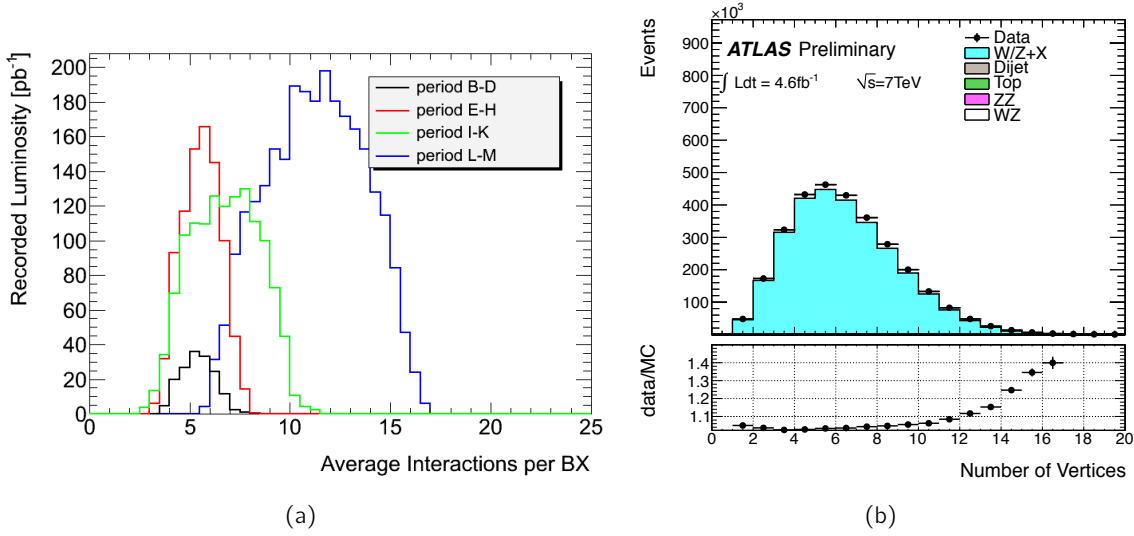 Recorded Luminosity [pb⁻¹]
200
180
160
140
120
100
80
60
40
20
0
period B-D
period E-H
period I-K
period L-M
0 5 10 15 20 25
Average Interactions per BX
(a)
×10³
Events
900
800
700
600
500
400
300
200
100
ATLAS Preliminary
∫ Ldt = 4.6fb⁻¹ √s=7TeV
Data
W/Z+X
Dijet
Top
ZZ
WZ
data/MC
1.4
1.3
1.2
1.1
0 2 4 6 8 10 12 14 16 18 20
Number of Vertices
(b)